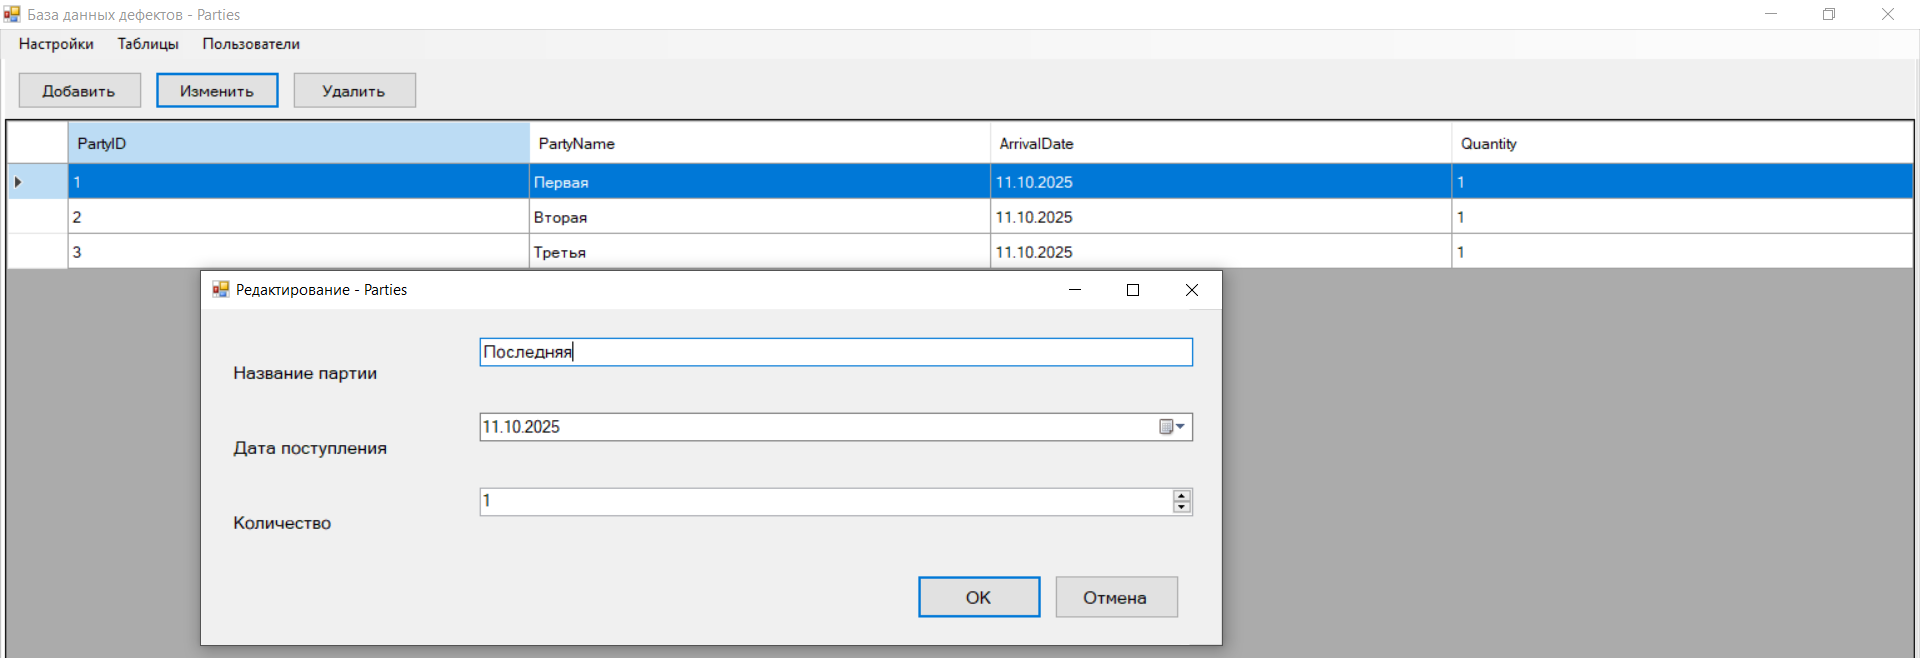 База данных дефектов - Parties
Настройки Таблицы Пользователи
Добавить Изменить Удалить
PartyID PartyName ArrivalDate Quantity
1 Первая 11.10.2025 1
2 Вторая 11.10.2025 1
3 Третья 11.10.2025 1
Редактирование - Parties
Название партии Последняя
Дата поступления 11.10.2025
Количество 1
OK Отмена